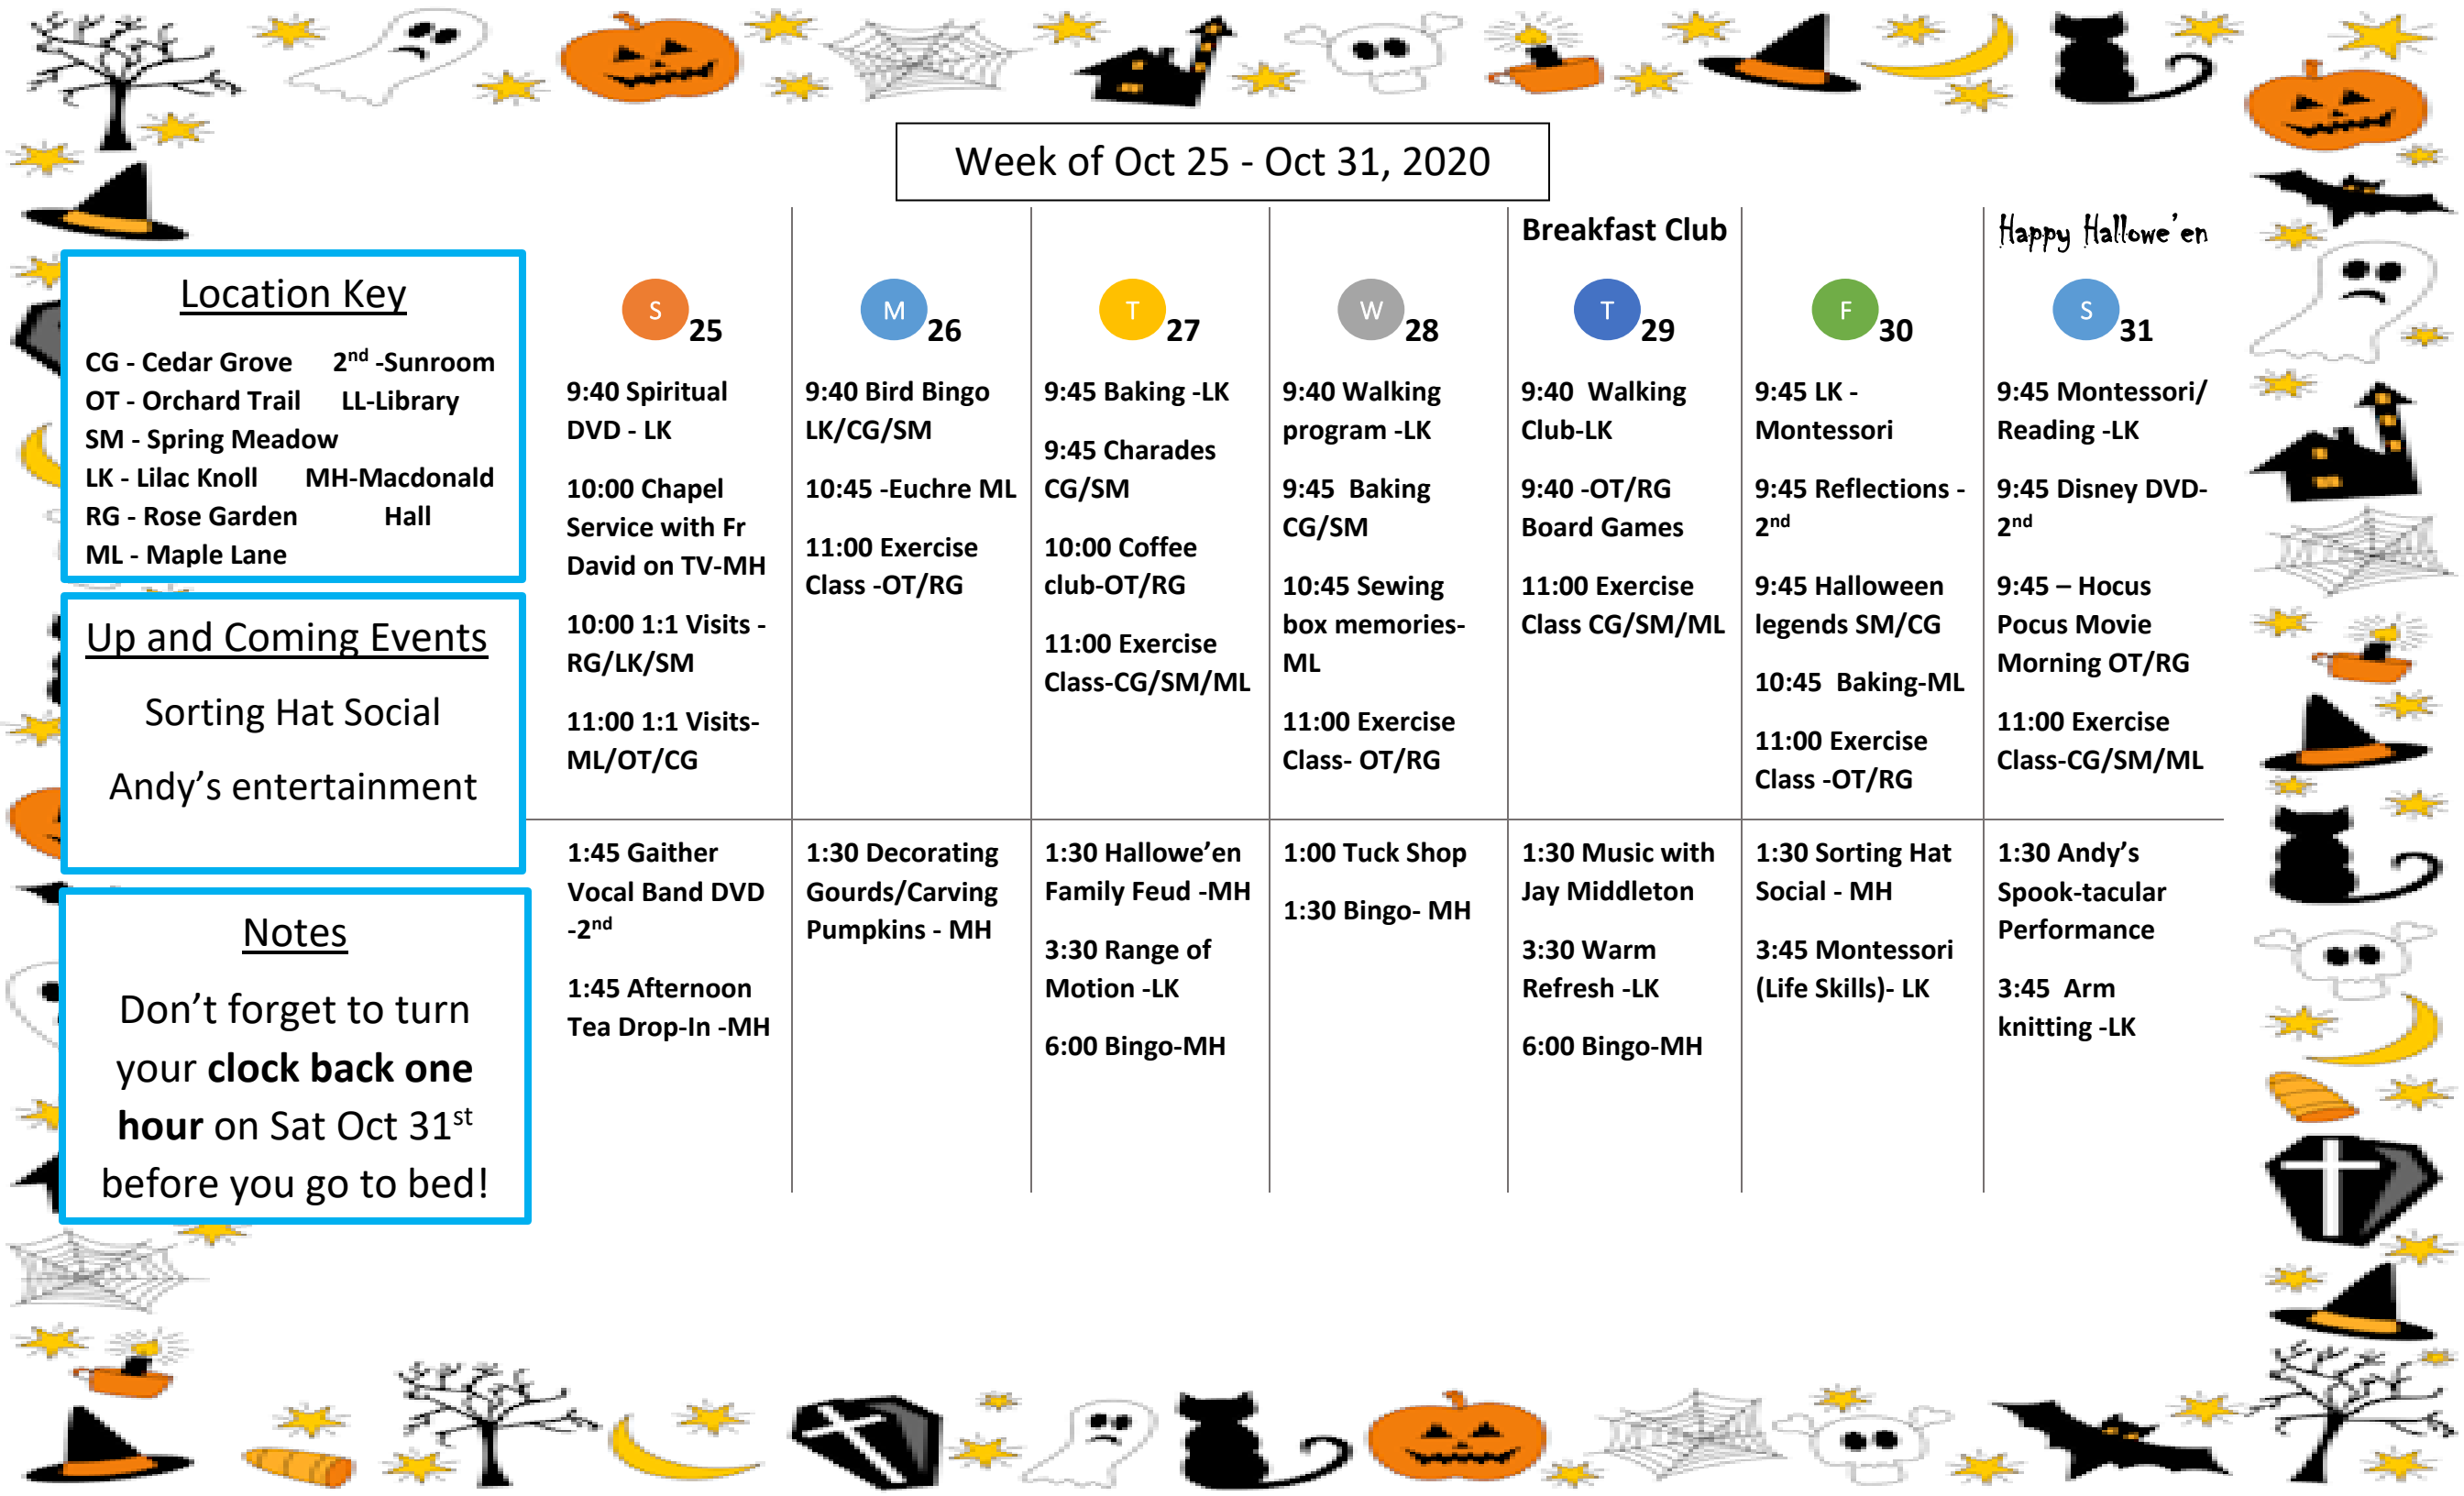 Week of Oct 25 - Oct 31, 2020
Location Key
CG - Cedar Grove 2nd -Sunroom
OT - Orchard Trail LL-Library
SM - Spring Meadow
LK - Lilac Knoll MH-Macdonald
RG - Rose Garden Hall
ML - Maple Lane
Up and Coming Events
Sorting Hat Social
Andy’s entertainment
Notes
Don’t forget to turn
your clock back one
hour on Sat Oct 31st
before you go to bed!
S 25
9:40 Spiritual
DVD - LK
10:00 Chapel
Service with Fr
David on TV-MH
10:00 1:1 Visits -
RG/LK/SM
11:00 1:1 Visits-
ML/OT/CG
1:45 Gaither
Vocal Band DVD
-2nd
1:45 Afternoon
Tea Drop-In -MH
M 26
9:40 Bird Bingo
LK/CG/SM
10:45 -Euchre ML
11:00 Exercise
Class -OT/RG
1:30 Decorating
Gourds/Carving
Pumpkins - MH
T 27
9:45 Baking -LK
9:45 Charades
CG/SM
10:00 Coffee
club-OT/RG
11:00 Exercise
Class-CG/SM/ML
1:30 Hallowe’en
Family Feud -MH
3:30 Range of
Motion -LK
6:00 Bingo-MH
W 28
9:40 Walking
program -LK
9:45 Baking
CG/SM
10:45 Sewing
box memories-
ML
11:00 Exercise
Class- OT/RG
1:00 Tuck Shop
1:30 Bingo- MH
Breakfast Club
T 29
9:40 Walking
Club-LK
9:40 -OT/RG
Board Games
11:00 Exercise
Class CG/SM/ML
1:30 Music with
Jay Middleton
3:30 Warm
Refresh -LK
6:00 Bingo-MH
F 30
9:45 LK -
Montessori
9:45 Reflections -
2nd
9:45 Halloween
legends SM/CG
10:45 Baking-ML
11:00 Exercise
Class -OT/RG
1:30 Sorting Hat
Social - MH
3:45 Montessori
(Life Skills)- LK
Happy Hallowe’en
S 31
9:45 Montessori/
Reading -LK
9:45 Disney DVD-
2nd
9:45 – Hocus
Pocus Movie
Morning OT/RG
11:00 Exercise
Class-CG/SM/ML
1:30 Andy’s
Spook-tacular
Performance
3:45 Arm
knitting -LK